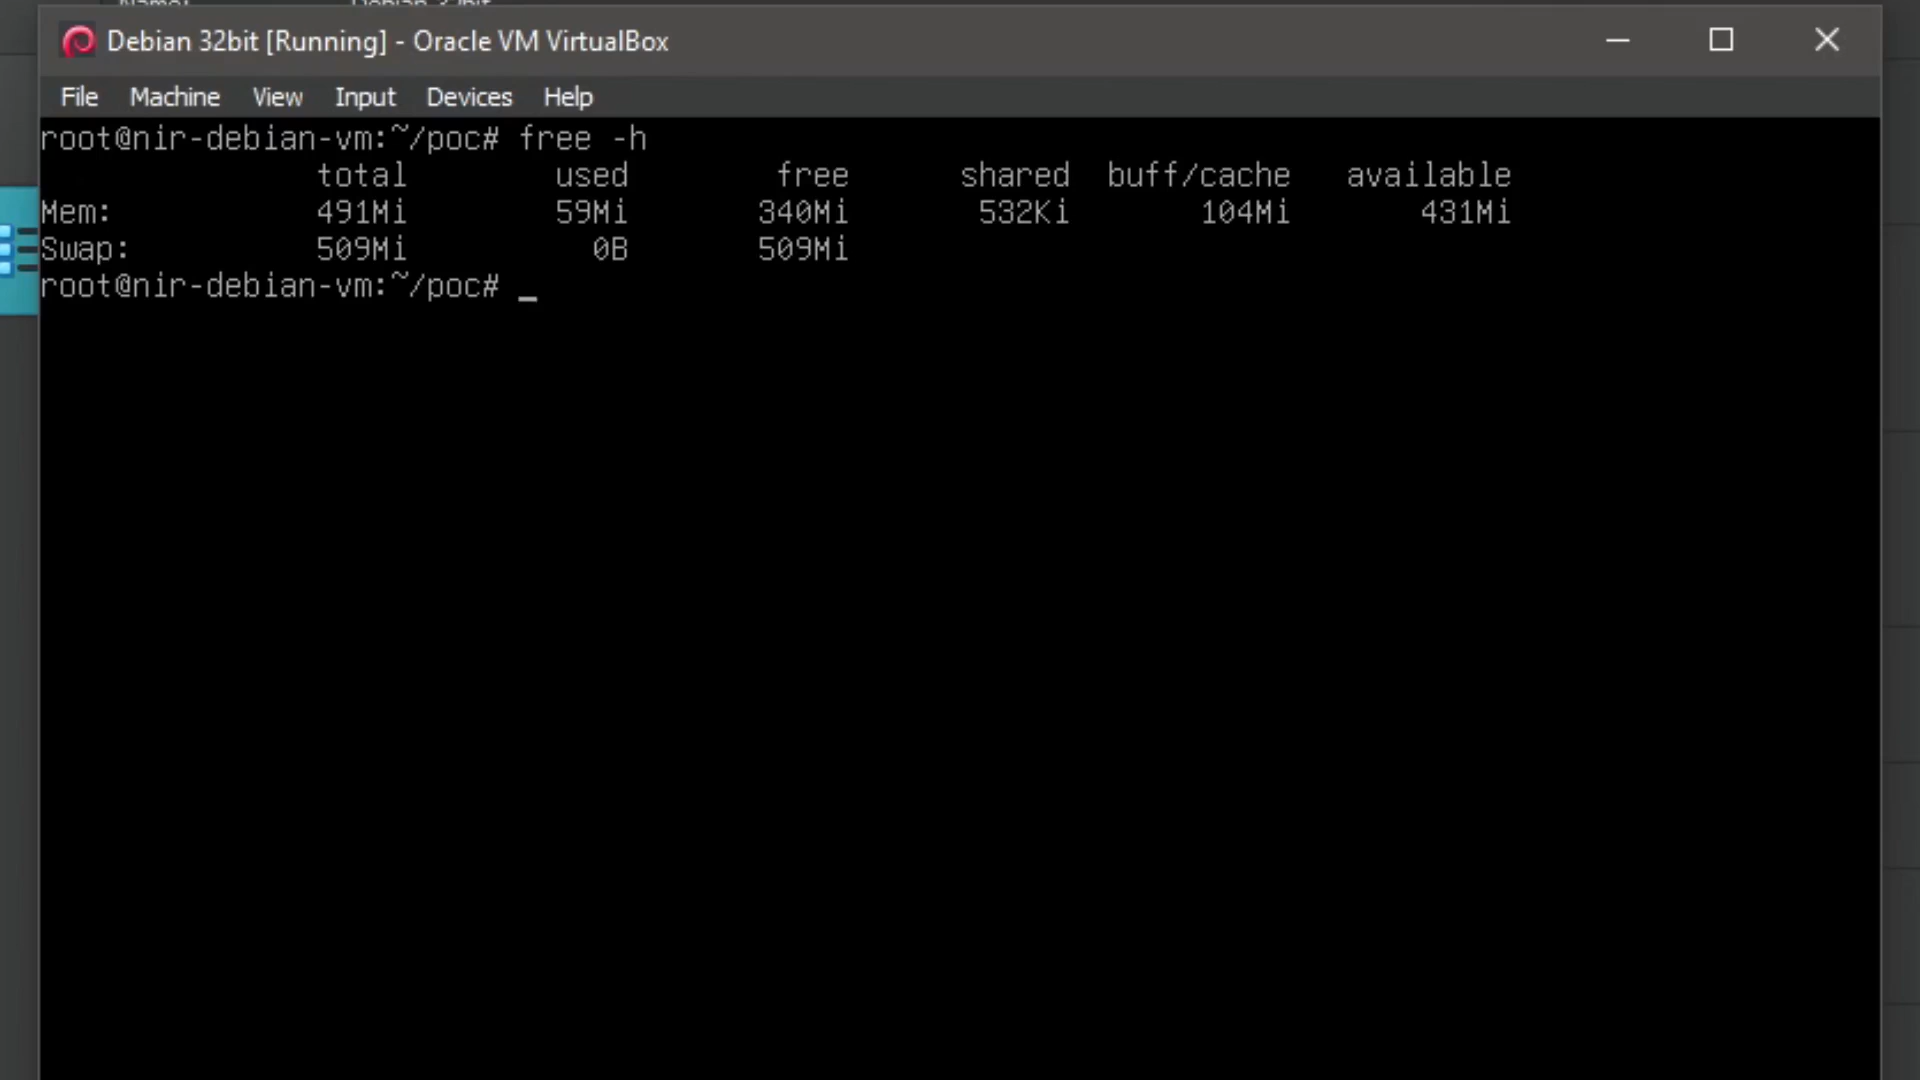 Debian 32bit [Running] - Oracle VM VirtualBox
File Machine View Input Devices Help
root@nir-debian-vm:~/poc# free -h
total used free shared buff/cache available
Mem: 491Mi 59Mi 340Mi 532Ki 104Mi 431Mi
Swap: 509Mi 0B 509Mi
root@nir-debian-vm:~/poc# _